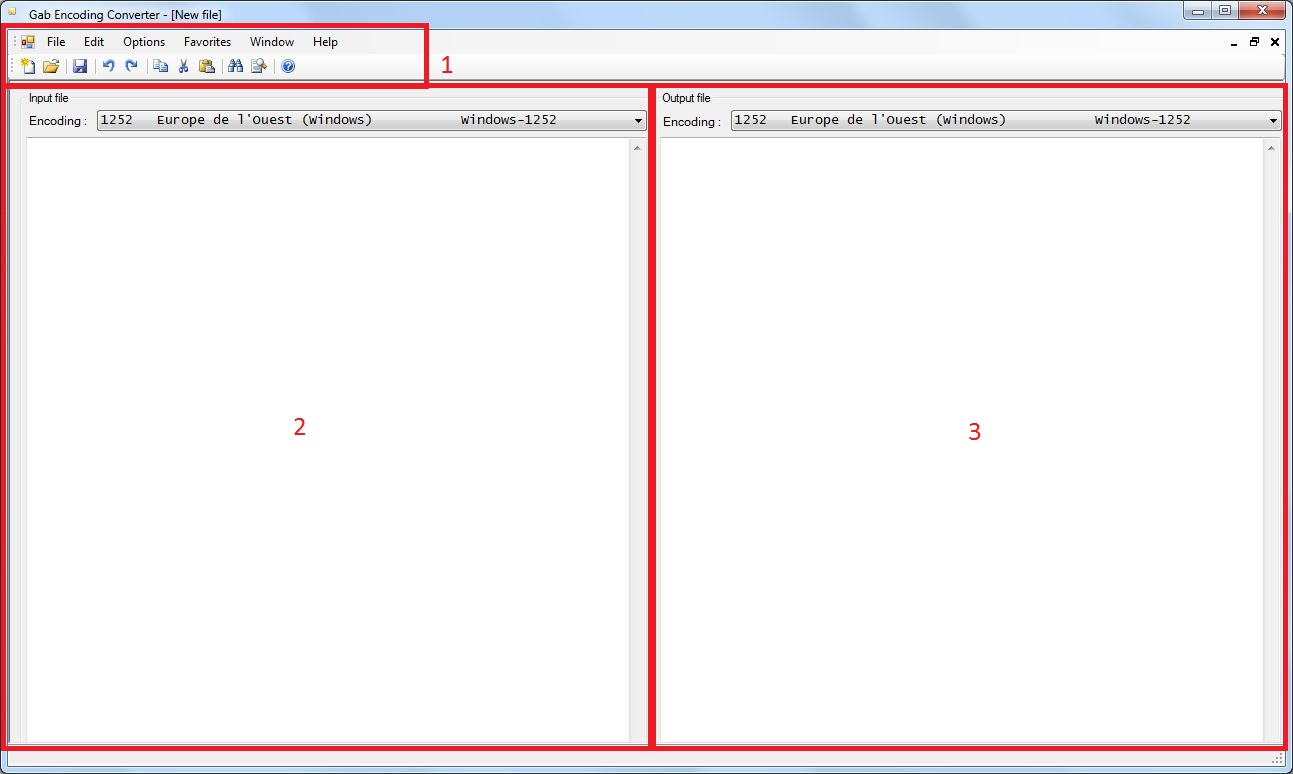 Gab Encoding Converter - [New file]
File Edit Options Favorites Window Help
1
Input file
Encoding : 1252 Europe de l'Ouest (Windows) Windows-1252
2
Output file
Encoding : 1252 Europe de l'Ouest (Windows) Windows-1252
3